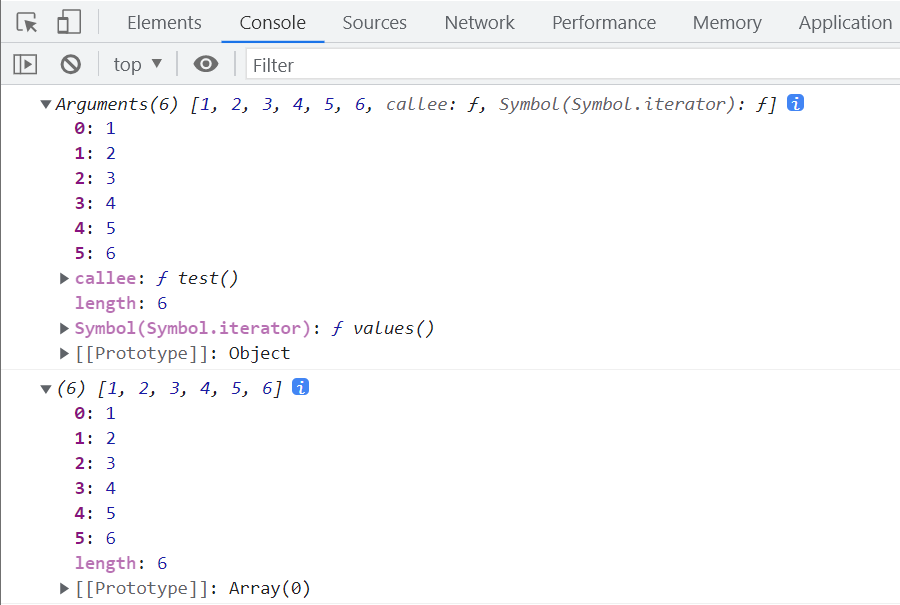 Elements Console Sources Network Performance Memory Application
top ▼ Filter
▼Arguments(6) [1, 2, 3, 4, 5, 6, callee: ƒ, Symbol(Symbol.iterator): ƒ] i
0: 1
1: 2
2: 3
3: 4
4: 5
5: 6
▶callee: ƒ test()
length: 6
▶Symbol(Symbol.iterator): ƒ values()
▶[[Prototype]]: Object
▼(6) [1, 2, 3, 4, 5, 6] i
0: 1
1: 2
2: 3
3: 4
4: 5
5: 6
length: 6
▶[[Prototype]]: Array(0)